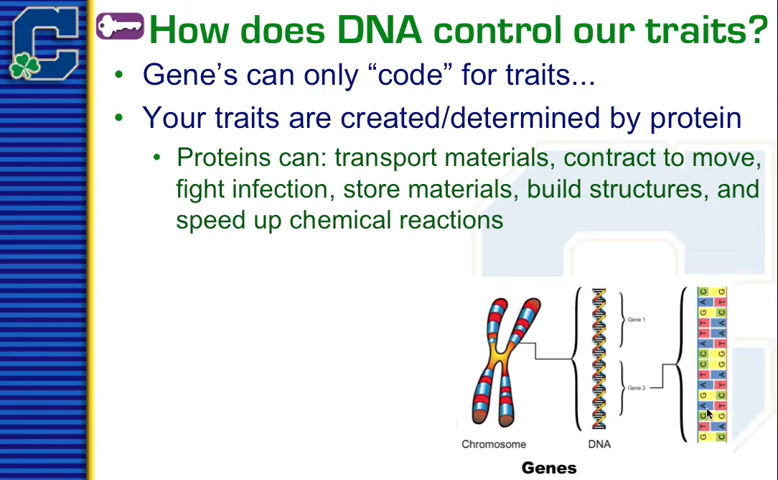 C
How does DNA control our traits?
• Gene's can only “code” for traits...
• Your traits are created/determined by protein
• Proteins can: transport materials, contract to move,
fight infection, store materials, build structures, and
speed up chemical reactions
Gene 1
Gene 2
Chromosome
DNA
Genes